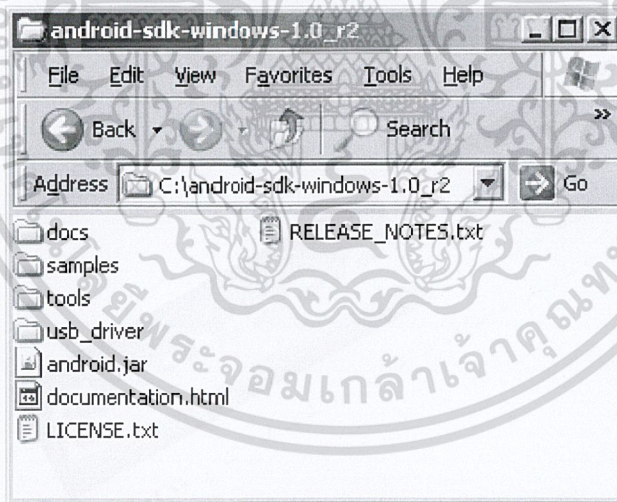 android-sdk-windows-1.0_r2
File Edit View Favorites Tools Help
Back Search »
Address C:\android-sdk-windows-1.0_r2 Go
docs
samples
tools
usb_driver
android.jar
documentation.html
LICENSE.txt
RELEASE_NOTES.txt